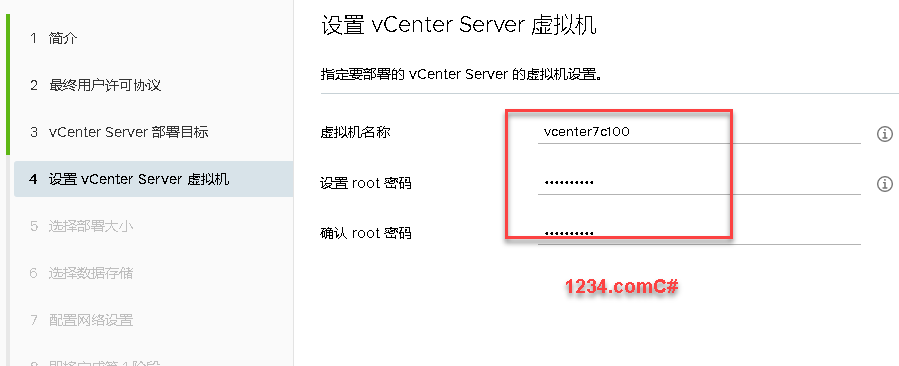 设置 vCenter Server 虚拟机
1 简介
2 最终用户许可协议
3 vCenter Server 部署目标
4 设置 vCenter Server 虚拟机
5 选择部署大小
6 选择数据存储
7 配置网络设置
指定要部署的 vCenter Server 的虚拟机设置。
虚拟机名称 vcenter7c100
设置 root 密码 ••••••••••
确认 root 密码 ••••••••••
1234.comC#